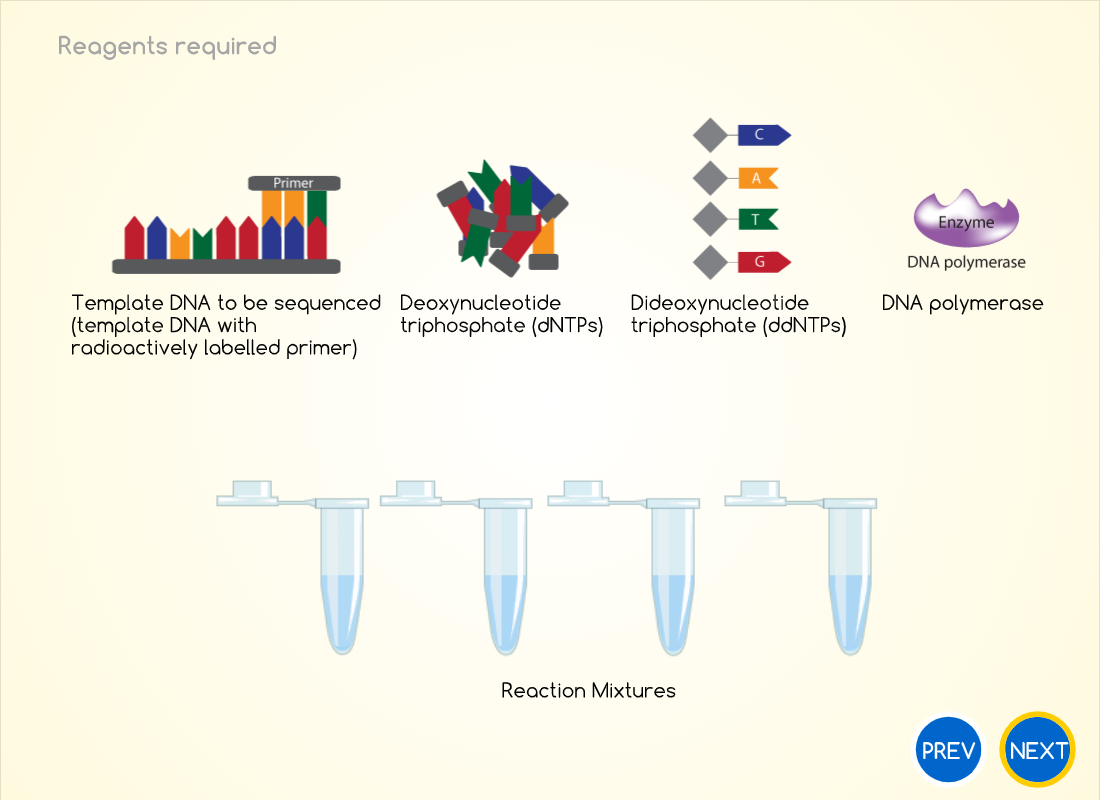 Reagents required
Primer
C
A
T
G
Enzyme
DNA polymerase
Template DNA to be sequenced
(template DNA with
radioactively labelled primer)
Deoxynucleotide
triphosphate (dNTPs)
Dideoxynucleotide
triphosphate (ddNTPs)
DNA polymerase
Reaction Mixtures
PREV
NEXT